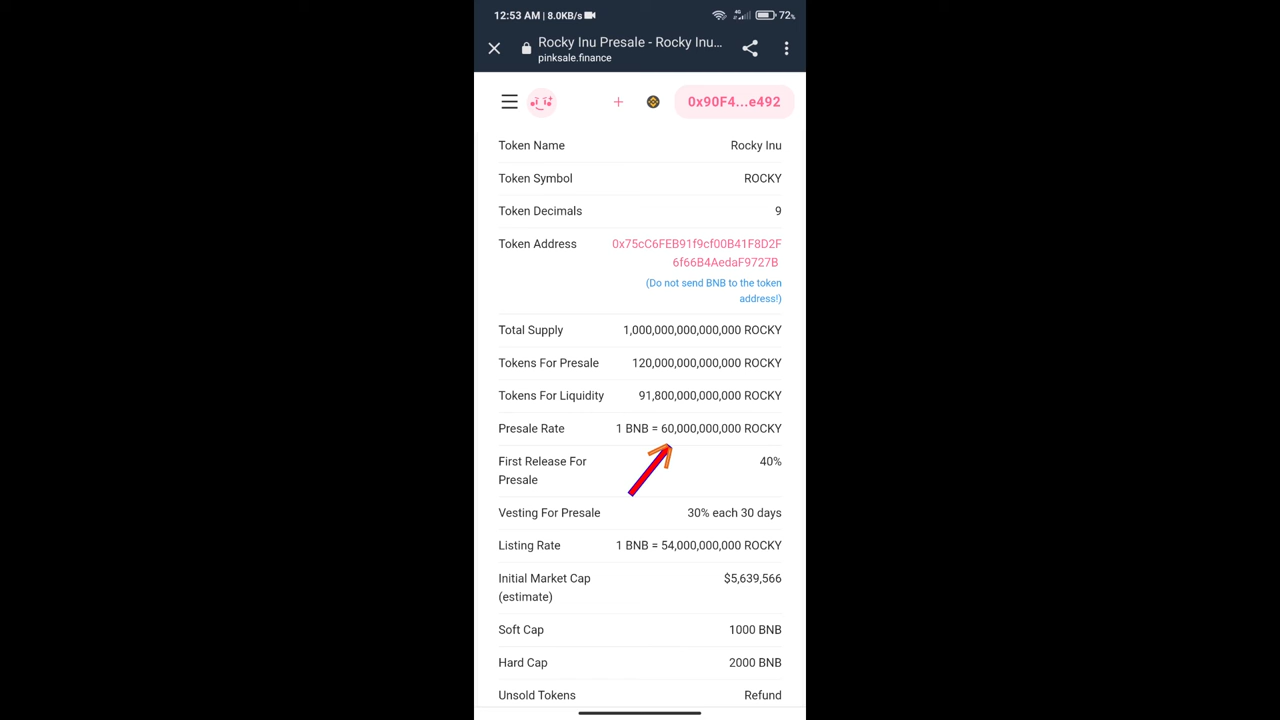 12:53 AM | 8.0KB/s 4G 72%
Rocky Inu Presale - Rocky Inu...
pinksale.finance
0x90F4...e492
Token Name Rocky Inu
Token Symbol ROCKY
Token Decimals 9
Token Address 0x75cC6FEB91f9cf00B41F8D2F
6f66B4AedaF9727B
(Do not send BNB to the token
address!)
Total Supply 1,000,000,000,000,000 ROCKY
Tokens For Presale 120,000,000,000,000 ROCKY
Tokens For Liquidity 91,800,000,000,000 ROCKY
Presale Rate 1 BNB = 60,000,000,000 ROCKY
First Release For 40%
Presale
Vesting For Presale 30% each 30 days
Listing Rate 1 BNB = 54,000,000,000 ROCKY
Initial Market Cap $5,639,566
(estimate)
Soft Cap 1000 BNB
Hard Cap 2000 BNB
Unsold Tokens Refund